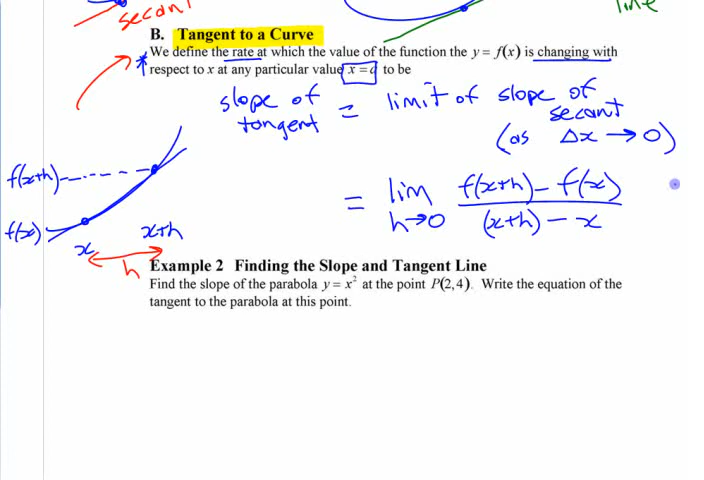 secant
line
B. Tangent to a Curve
We define the rate at which the value of the function the y = f(x) is changing with
respect to x at any particular value x = a to be
slope of tangent = limit of slope of secant
(as Δx → 0)
f(x+h)
f(x)
x
x+h
h
= lim h→0 f(x+h) - f(x) / (x+h) - x
Example 2 Finding the Slope and Tangent Line
Find the slope of the parabola y = x² at the point P(2,4). Write the equation of the
tangent to the parabola at this point.